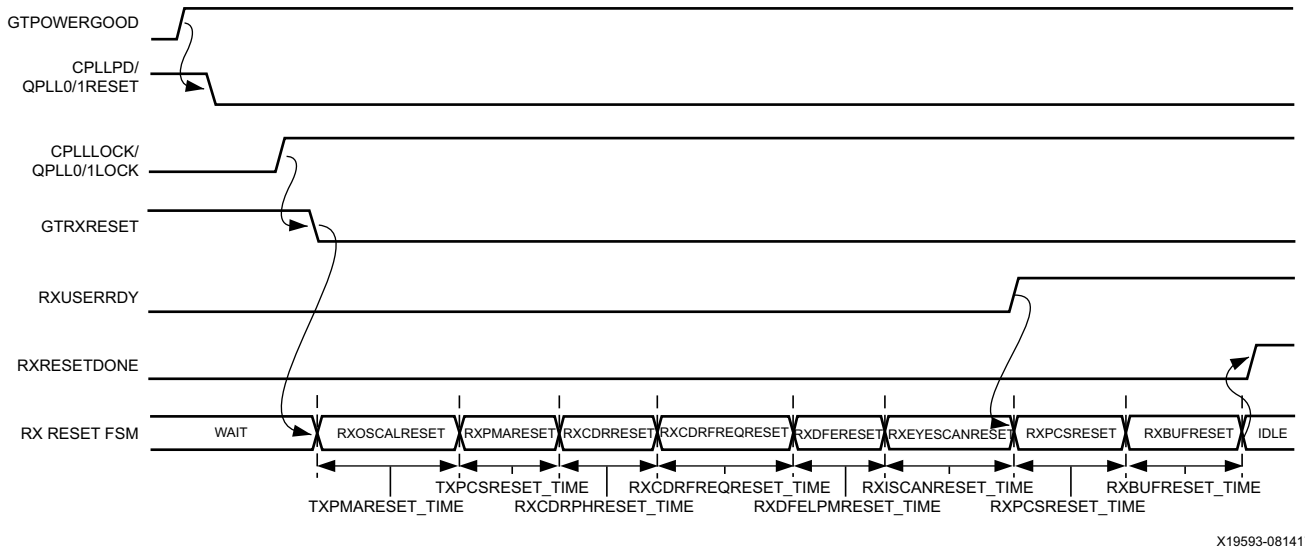 GTPOWERGOOD
CPLLPD/
QPLL0/1RESET
CPLLLOCK/
QPLL0/1LOCK
GTRXRESET
RXUSERRDY
RXRESETDONE
RX RESET FSM WAIT RXOSCALRESET RXPMARESET RXCDRRESET RXCDRFREQRESET RXDFERESET RXEYESCANRESET RXPCSRESET RXBUFRESET IDLE
TXPCSRESET_TIME RXCDRFREQRESET_TIME RXISCANRESET_TIME RXBUFRESET_TIME
TXPMARESET_TIME RXCDRPHRESET_TIME RXDFELPMRESET_TIME RXPCSRESET_TIME
X19593-08141